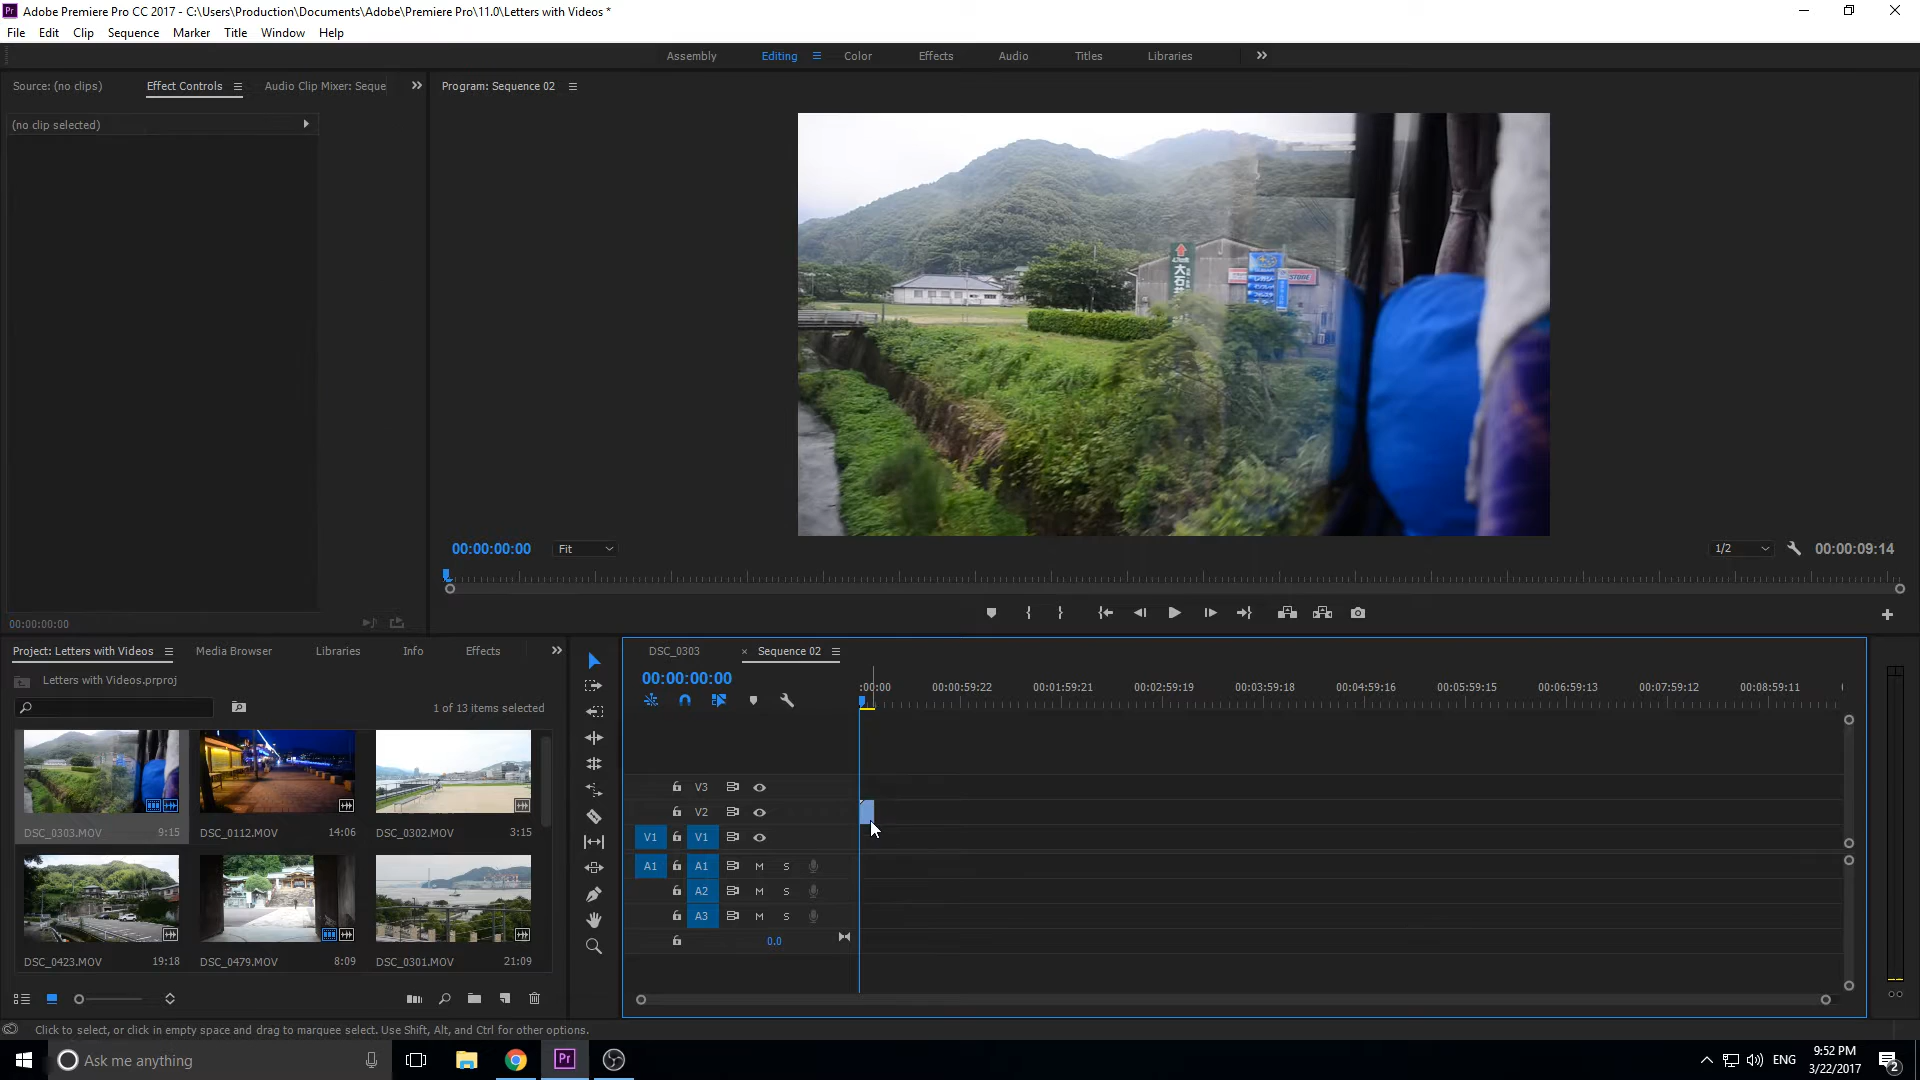 Pr Adobe Premiere Pro CC 2017 - C:\Users\Production\Documents\Adobe\Premiere Pro\11.0\Letters with Videos *
File Edit Clip Sequence Marker Title Window Help
Assembly Editing Color Effects Audio Titles Libraries
Source: (no clips) Effect Controls Audio Clip Mixer: Seque
Program: Sequence 02
(no clip selected)
00:00:00:00 Fit 1/2 00:00:09:14
00:00:00:00
Project: Letters with Videos Media Browser Libraries Info Effects
Letters with Videos.prproj
1 of 13 items selected
DSC_0303.MOV 9:15 DSC_0112.MOV 14:06 DSC_0302.MOV 3:15
DSC_0423.MOV 19:18 DSC_0479.MOV 8:09 DSC_0301.MOV 21:09
DSC_0303 × Sequence 02
00:00:00:00
:00:00 00:00:59:22 00:01:59:21 00:02:59:19 00:03:59:18 00:04:59:16 00:05:59:15 00:06:59:13 00:07:59:12 00:08:59:11
V3
V2
V1 V1
A1 A1 M S
A2 M S
A3 M S
0.0
Click to select, or click in empty space and drag to marquee select. Use Shift, Alt, and Ctrl for other options.
Ask me anything
Pr
ENG
9:52 PM
3/22/2017
2